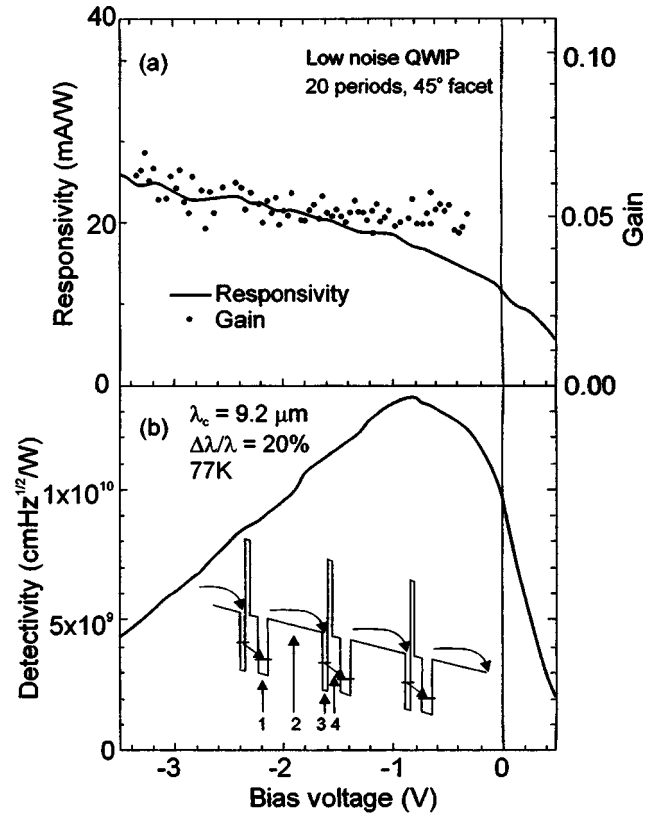 40
0.10
(a)
Low noise QWIP
20 periods, 45° facet
Responsivity (mA/W)
20
0.05
Gain
Responsivity
Gain
0
0.00
(b)
λc = 9.2 μm
Δλ/λ = 20%
77K
Detectivity (cmHz1/2/W)
1x10¹⁰
5x10⁹
1
2
3
4
0
-3
-2
-1
0
Bias voltage (V)